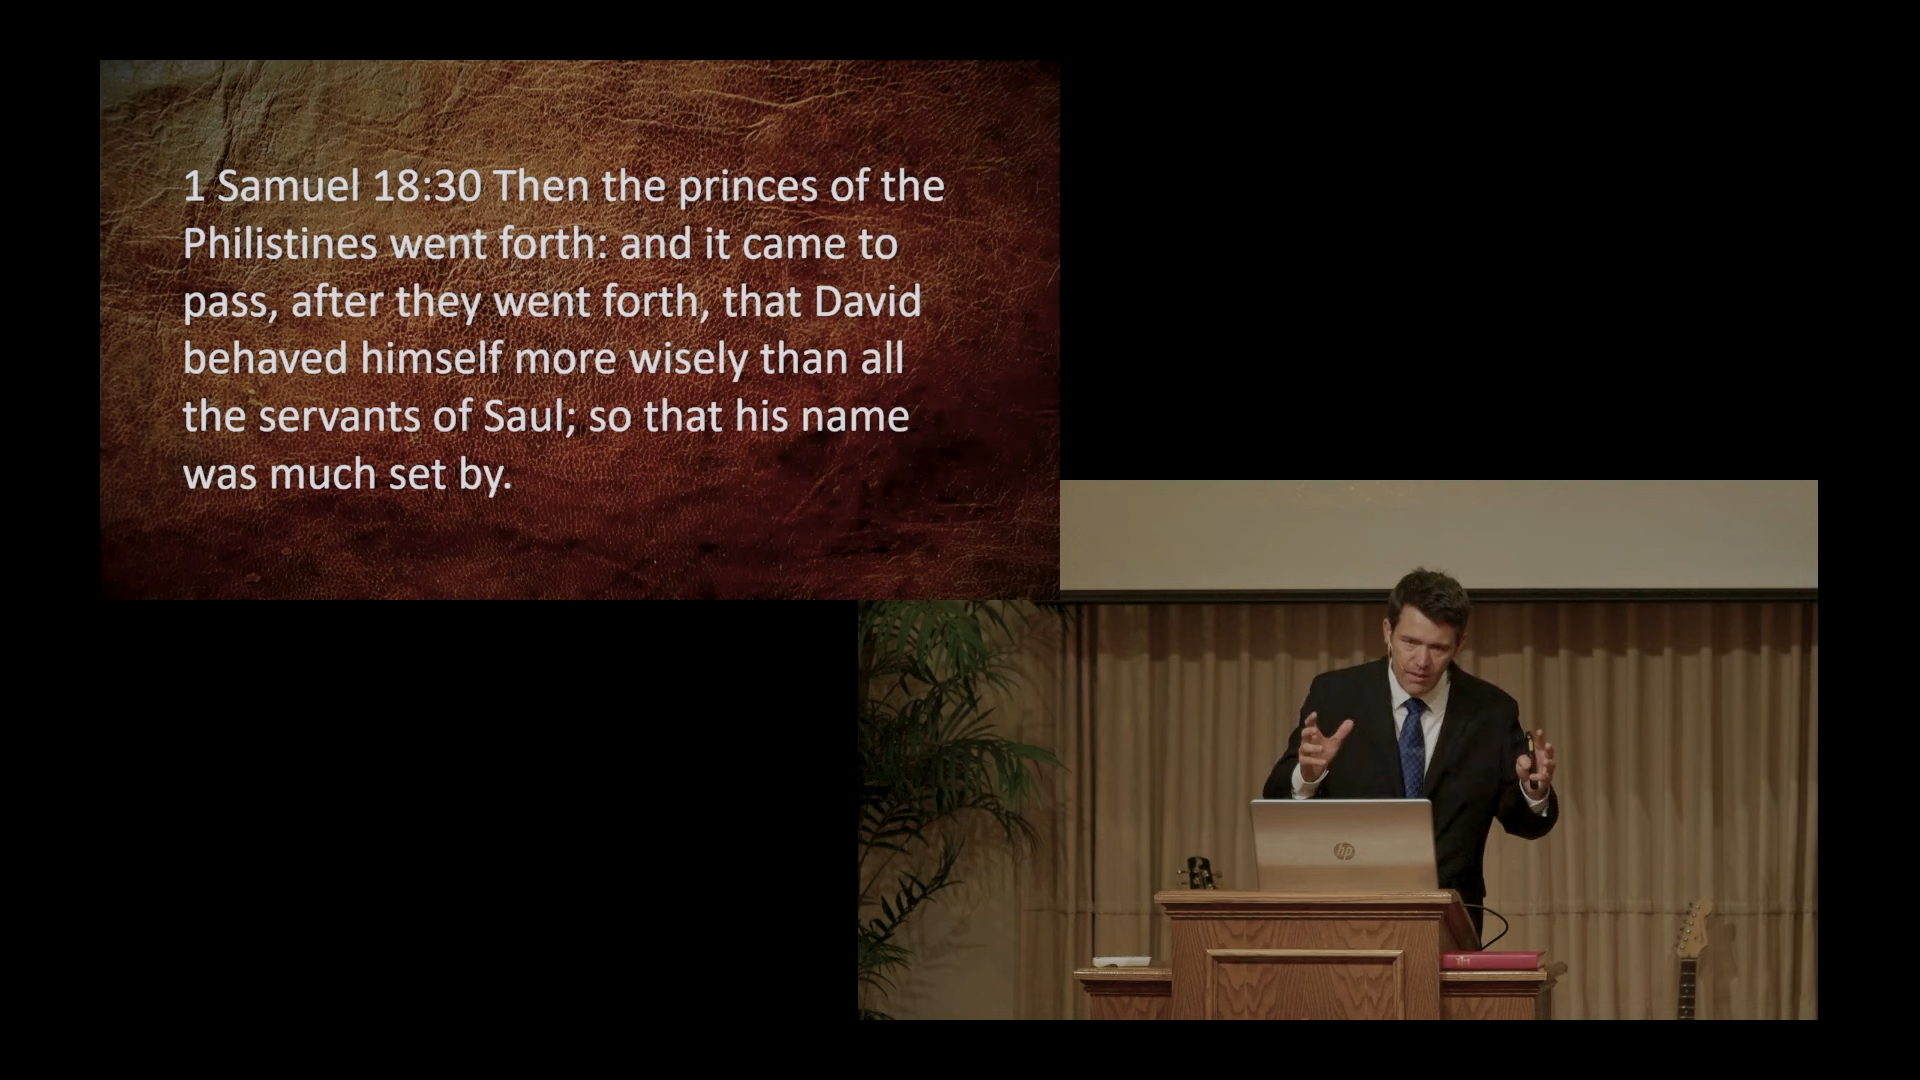 1 Samuel 18:30 Then the princes of the
Philistines went forth: and it came to
pass, after they went forth, that David
behaved himself more wisely than all
the servants of Saul; so that his name
was much set by.
hp